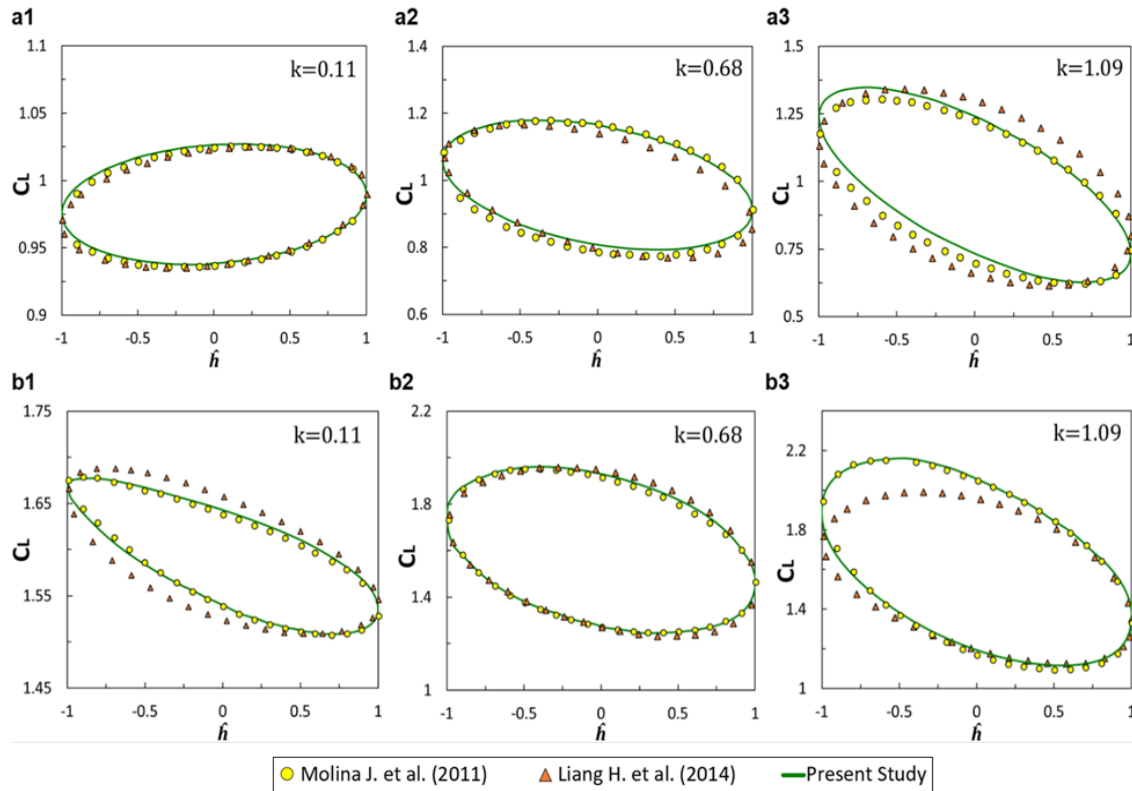 a1
a2
a3
1.1
1.05
1
0.95
0.9
CL
k=0.11
-1
-0.5
0
0.5
1
ĥ
1.4
1.2
1
0.8
0.6
CL
k=0.68
-1
-0.5
0
0.5
1
ĥ
1.5
1.25
1
0.75
0.5
CL
k=1.09
-1
-0.5
0
0.5
1
ĥ
b1
b2
b3
1.75
1.65
1.55
1.45
CL
k=0.11
-1
-0.5
0
0.5
1
ĥ
2.2
1.8
1.4
1
CL
k=0.68
-1
-0.5
0
0.5
1
ĥ
2.2
1.8
1.4
1
CL
k=1.09
-1
-0.5
0
0.5
1
ĥ
Molina J. et al. (2011)
Liang H. et al. (2014)
Present Study